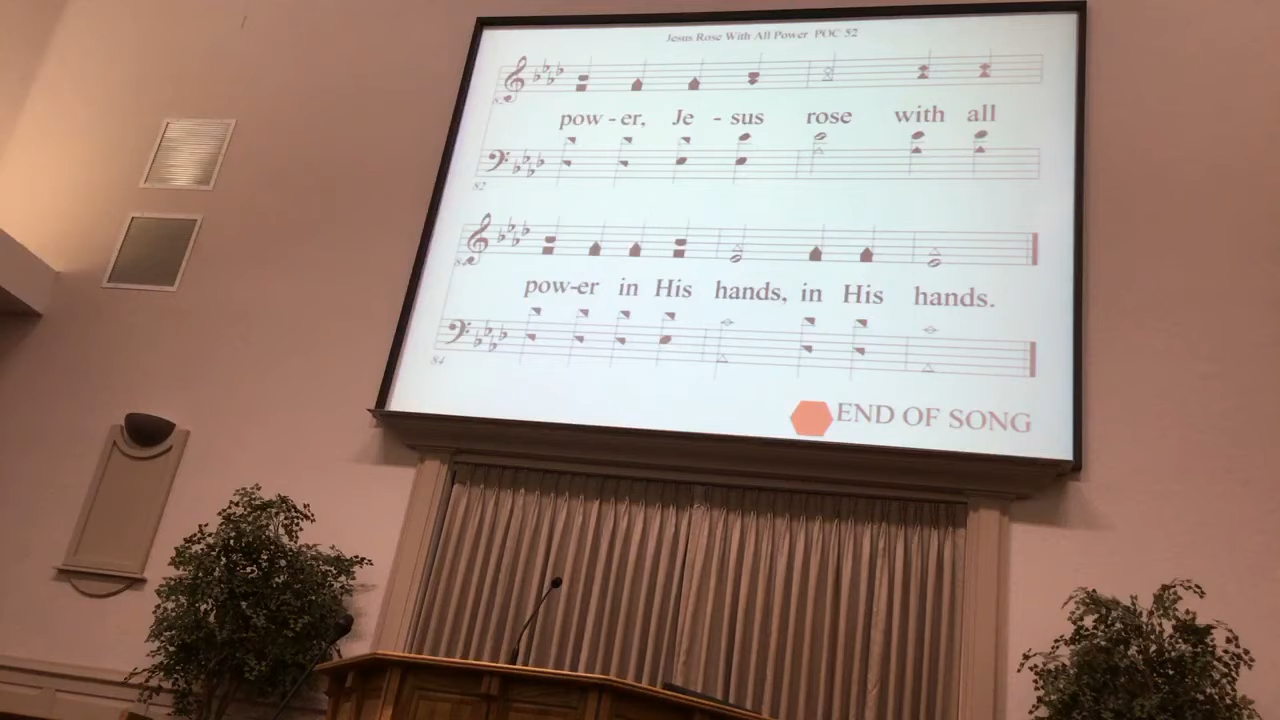 Jesus Rose With All Power POC 52
pow - er, Je - sus rose with all
82
pow-er in His hands, in His hands.
84
END OF SONG